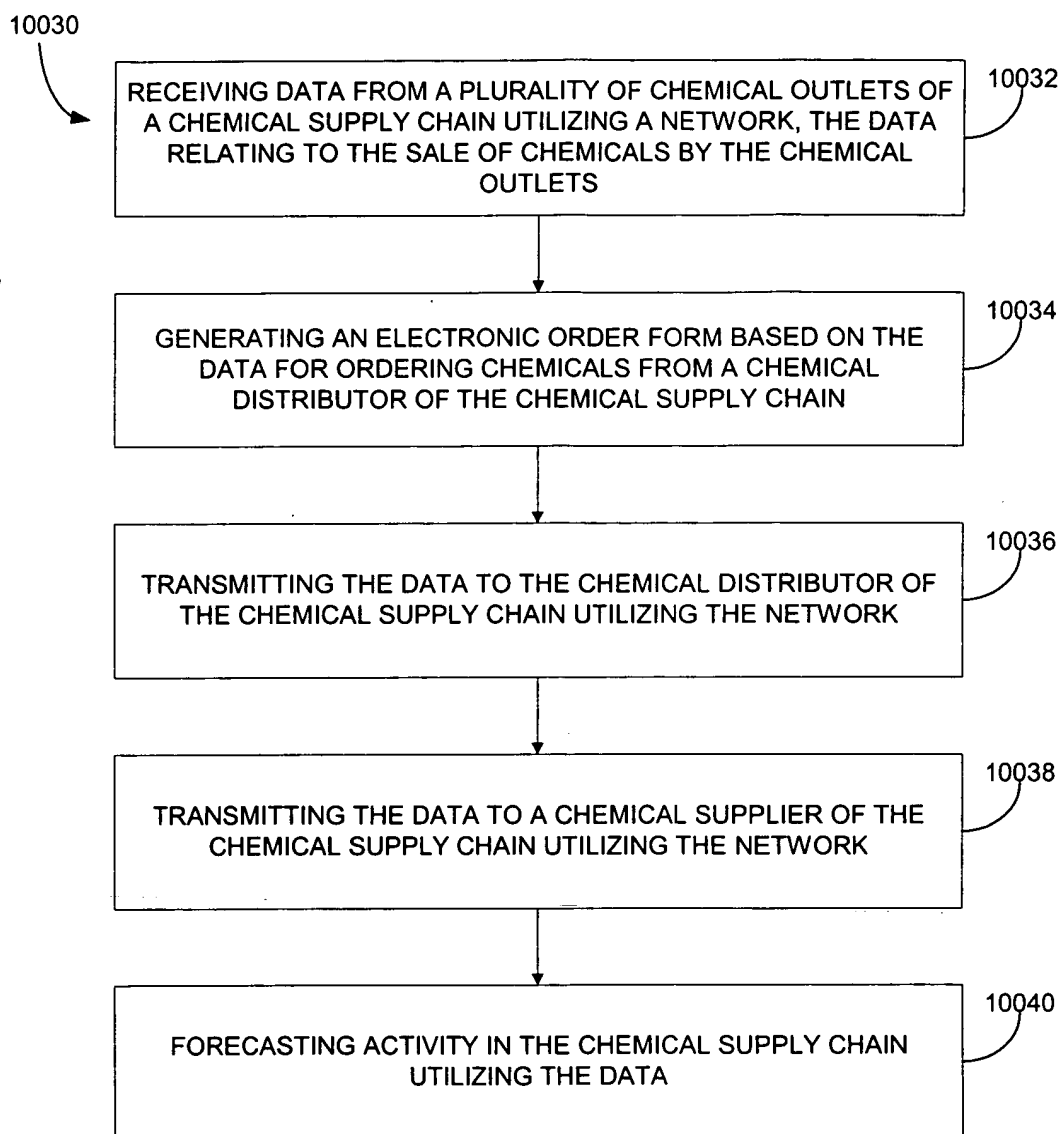 10030
RECEIVING DATA FROM A PLURALITY OF CHEMICAL OUTLETS OF
A CHEMICAL SUPPLY CHAIN UTILIZING A NETWORK, THE DATA
RELATING TO THE SALE OF CHEMICALS BY THE CHEMICAL
OUTLETS
10032
GENERATING AN ELECTRONIC ORDER FORM BASED ON THE
DATA FOR ORDERING CHEMICALS FROM A CHEMICAL
DISTRIBUTOR OF THE CHEMICAL SUPPLY CHAIN
10034
TRANSMITTING THE DATA TO THE CHEMICAL DISTRIBUTOR OF
THE CHEMICAL SUPPLY CHAIN UTILIZING THE NETWORK
10036
TRANSMITTING THE DATA TO A CHEMICAL SUPPLIER OF THE
CHEMICAL SUPPLY CHAIN UTILIZING THE NETWORK
10038
FORECASTING ACTIVITY IN THE CHEMICAL SUPPLY CHAIN
UTILIZING THE DATA
10040